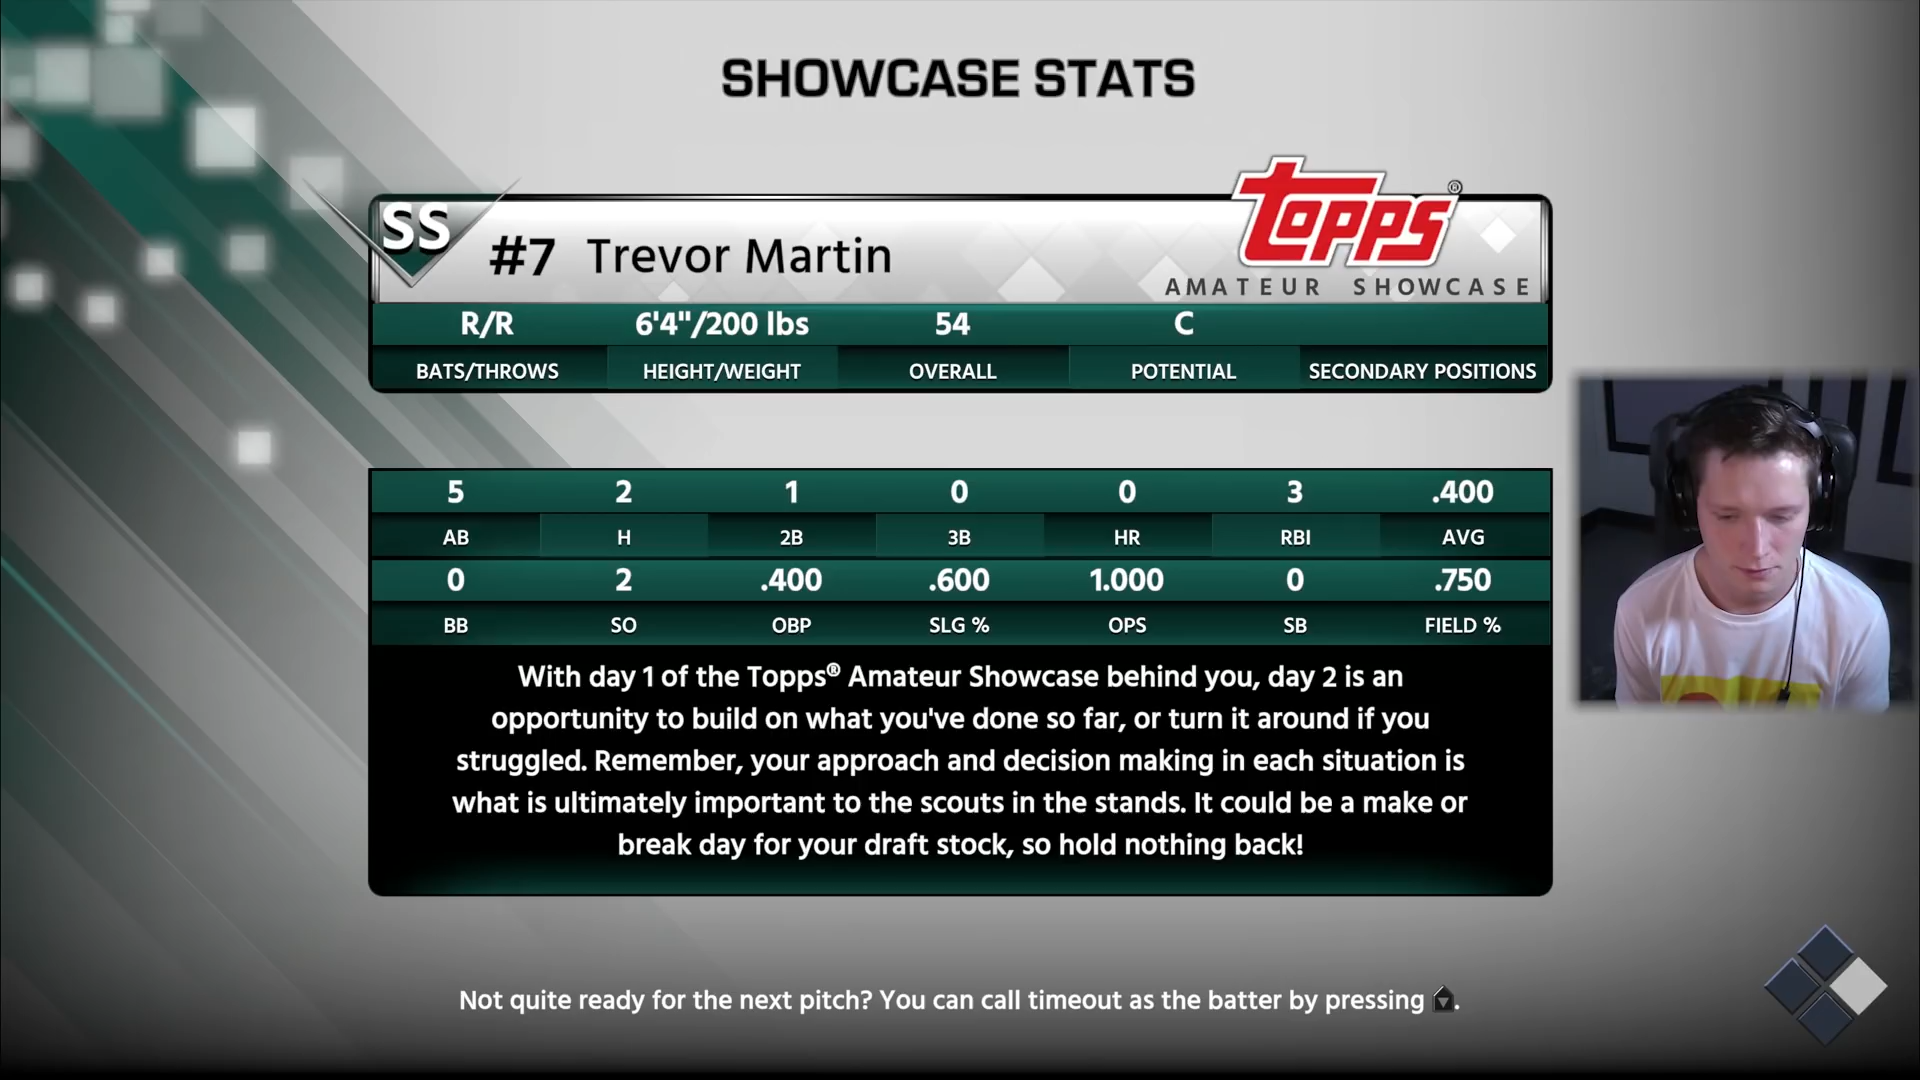 SHOWCASE STATS
SS
#7 Trevor Martin
topps®
AMATEUR SHOWCASE
R/R 6'4"/200 lbs 54 C
BATS/THROWS HEIGHT/WEIGHT OVERALL POTENTIAL SECONDARY POSITIONS
5 2 1 0 0 3 .400
AB H 2B 3B HR RBI AVG
0 2 .400 .600 1.000 0 .750
BB SO OBP SLG % OPS SB FIELD %
With day 1 of the Topps® Amateur Showcase behind you, day 2 is an
opportunity to build on what you've done so far, or turn it around if you
struggled. Remember, your approach and decision making in each situation is
what is ultimately important to the scouts in the stands. It could be a make or
break day for your draft stock, so hold nothing back!
Not quite ready for the next pitch? You can call timeout as the batter by pressing .